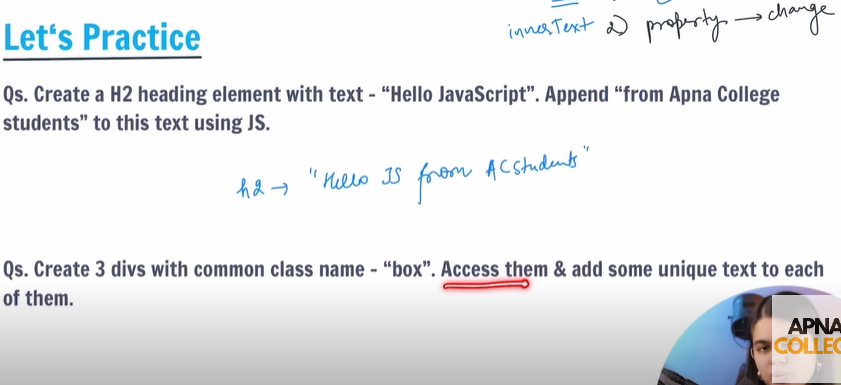 innerText 2) property → change
Let's Practice
Qs. Create a H2 heading element with text - “Hello JavaScript”. Append “from Apna College
students” to this text using JS.
h2 → "Hello JS from AC Students"
Qs. Create 3 divs with common class name - “box”. Access them & add some unique text to each
of them.
APNA
COLLEG